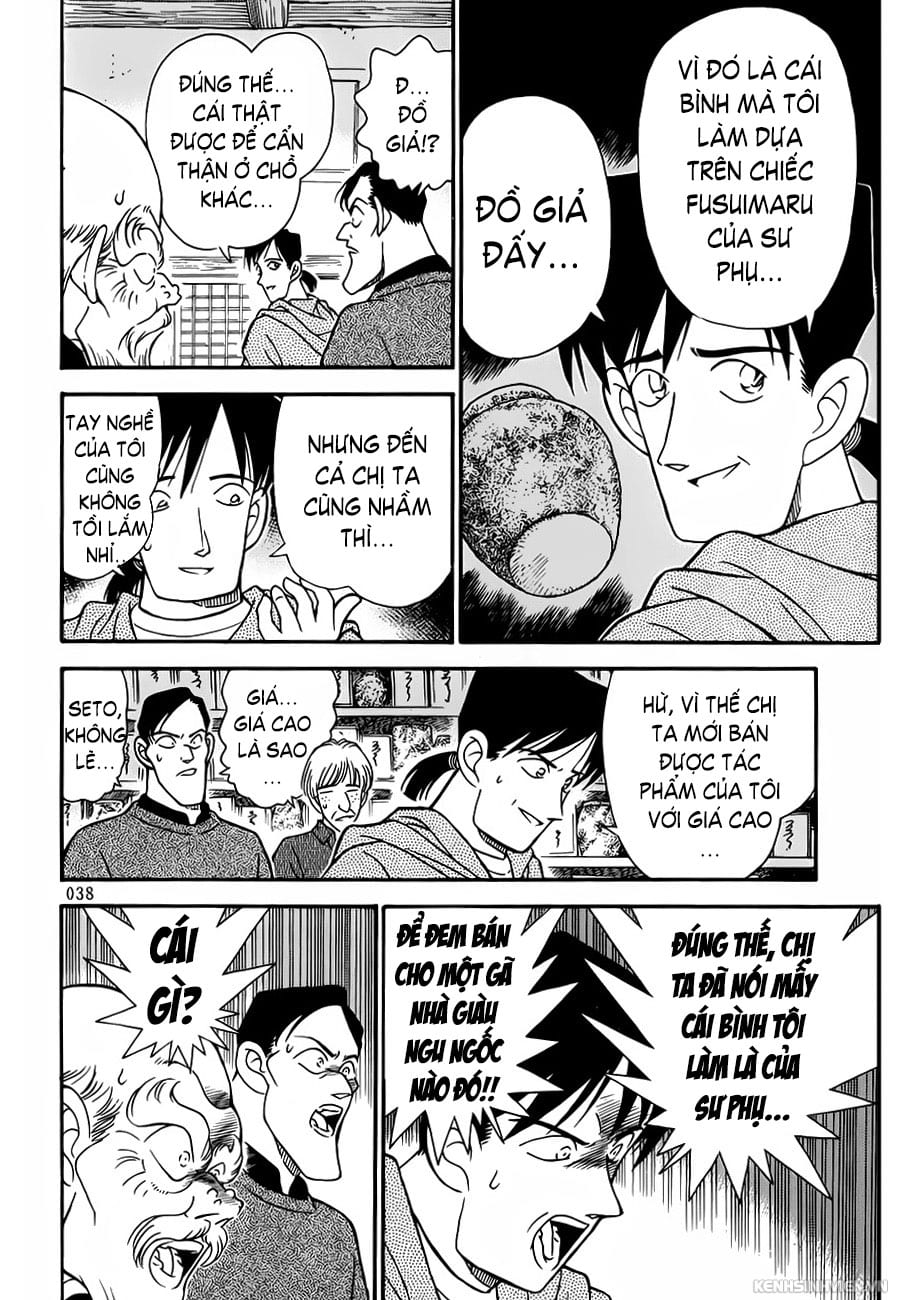 VÌ ĐÓ LÀ CÁI
BÌNH MÀ TÔI
LÀM DỰA
TRÊN CHIẾC
FUSUIMARU
CỦA SƯ
PHỤ...
ĐỒ GIẢ
ĐẤY...
Đ...
ĐỒ
GIẢ!?
ĐÚNG THẾ...
CÁI THẬT
ĐƯỢC ĐỂ CẨN
THẬN Ở CHỖ
KHÁC...
NHƯNG ĐẾN
CẢ CHỊ TA
CŨNG NHẦM
THÌ...
TAY NGHỀ
CỦA TÔI
CŨNG
KHÔNG
TỒI LẮM
NHỈ...
HỪ, VÌ THẾ CHỊ
TA MỚI BÁN
ĐƯỢC TÁC
PHẨM CỦA TÔI
VỚI GIÁ CAO
...
GIÁ...
GIÁ CAO
LÀ SAO
...
SETO,
KHÔNG
LẼ...
038
ĐÚNG THẾ, CHỊ
TA ĐÃ NÓI MẤY
CÁI BÌNH TÔI
LÀM LÀ CỦA
SƯ PHỤ...
ĐỂ ĐEM BÁN
CHO MỘT GÃ
NHÀ GIÀU
NGU NGỐC
NÀO ĐÓ!!
CÁI
GÌ?
KENHSINHVIEN.VN